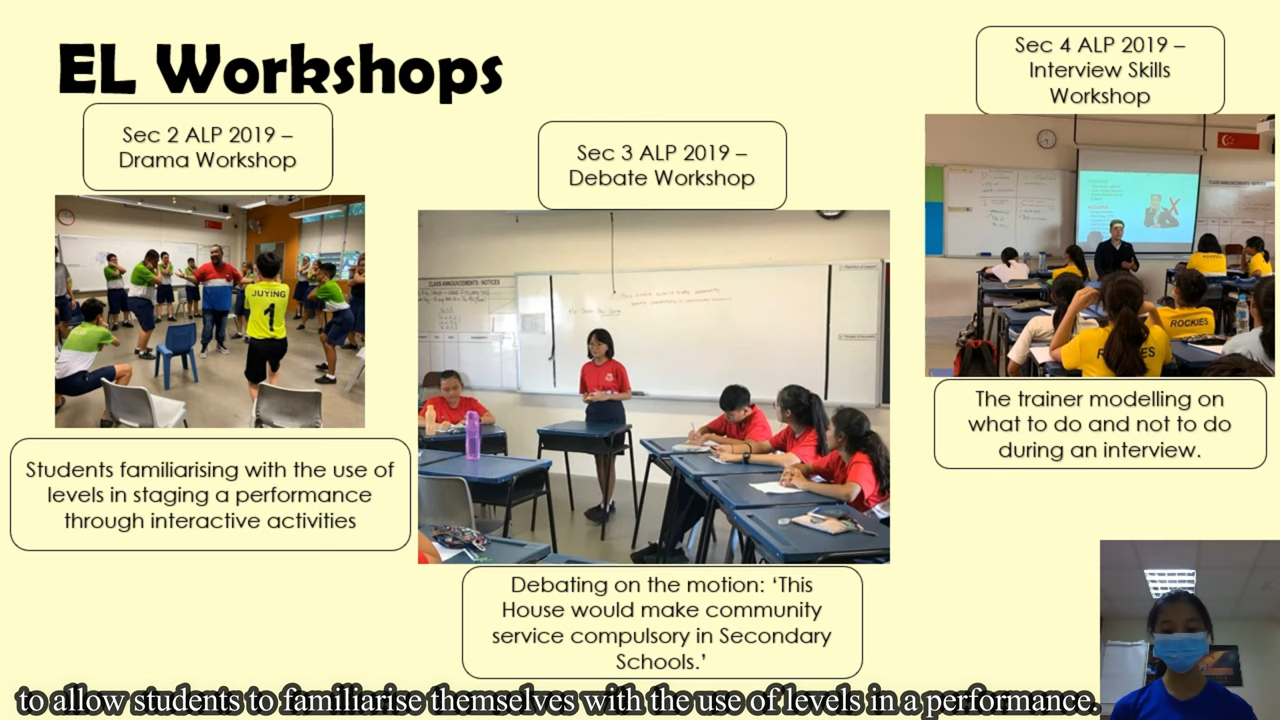 EL Workshops
Sec 2 ALP 2019 –
Drama Workshop
JUYING
1
Students familiarising with the use of
levels in staging a performance
through interactive activities
Sec 3 ALP 2019 –
Debate Workshop
CLASS ANNOUNCEMENTS / NOTICES
Debating on the motion: ‘This
House would make community
service compulsory in Secondary
Schools.’
Sec 4 ALP 2019 –
Interview Skills
Workshop
CLASS ANNOUNCEMENTS / NOTICES
ROCKIES
ROCKIES
The trainer modelling on
what to do and not to do
during an interview.
to allow students to familiarise themselves with the use of levels in a performance.